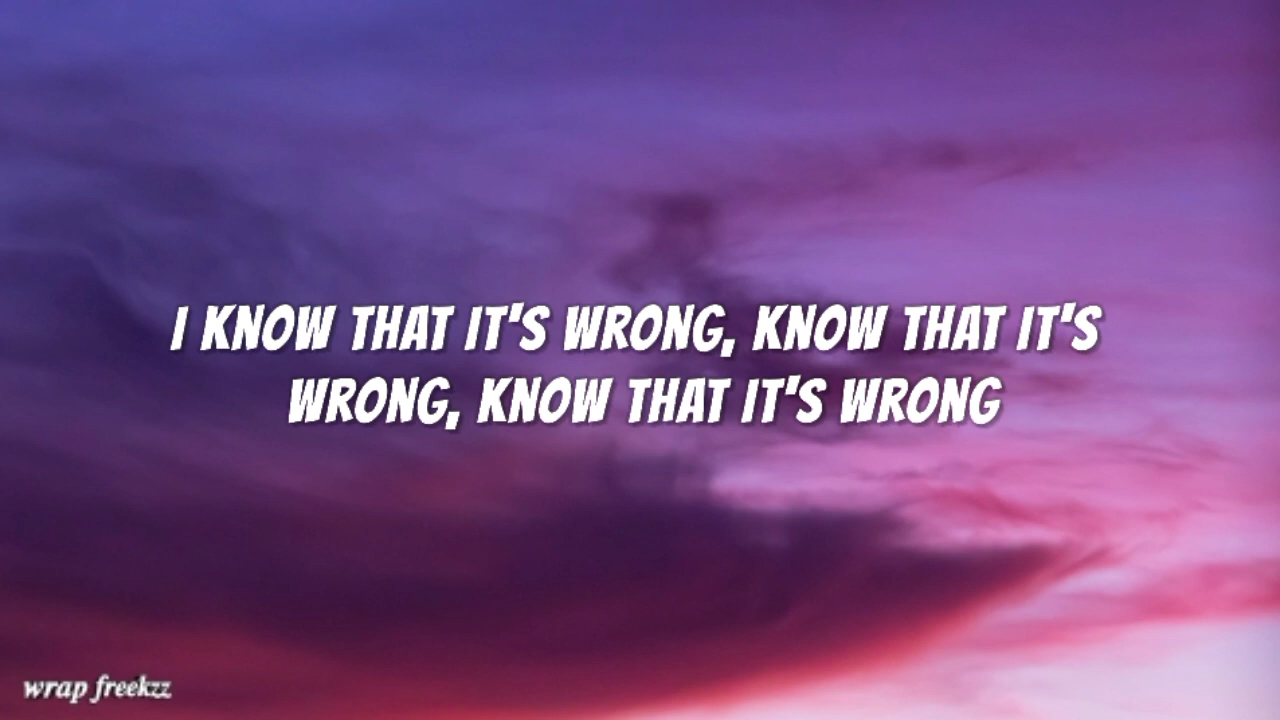 I KNOW THAT IT'S WRONG, KNOW THAT IT'S
WRONG, KNOW THAT IT'S WRONG
wrap freekzz